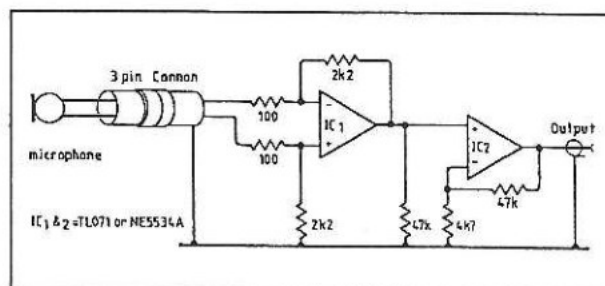 3 pin Cannon
2k2
100
IC1
100
Output
IC2
microphone
47k
IC1 & 2 =TL071 or NE5534A
2k2
47k
4k7